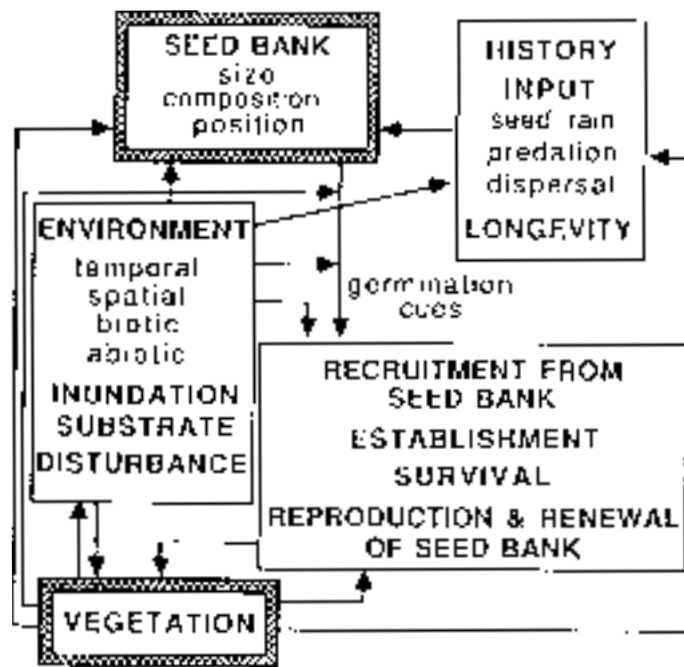 SEED BANK
size
composition
position
HISTORY
INPUT
seed rain
predation
dispersal
LONGEVITY
ENVIRONMENT
temporal
spatial
biotic
abiotic
INUNDATION
SUBSTRATE
DISTURBANCE
germination
cues
RECRUITMENT FROM
SEED BANK
ESTABLISHMENT
SURVIVAL
REPRODUCTION & RENEWAL
OF SEED BANK
VEGETATION